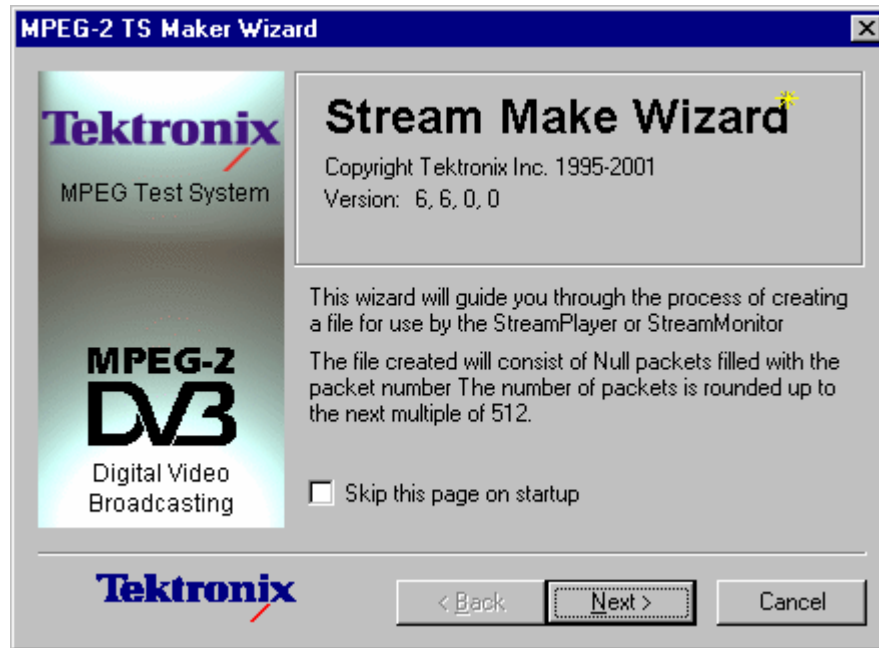 MPEG-2 TS Maker Wizard
Tektronix
MPEG Test System
MPEG-2
DVB
Digital Video
Broadcasting
Stream Make Wizard
Copyright Tektronix Inc. 1995-2001
Version: 6, 6, 0, 0
This wizard will guide you through the process of creating
a file for use by the StreamPlayer or StreamMonitor
The file created will consist of Null packets filled with the
packet number The number of packets is rounded up to
the next multiple of 512.
Skip this page on startup
Tektronix
< Back
Next >
Cancel